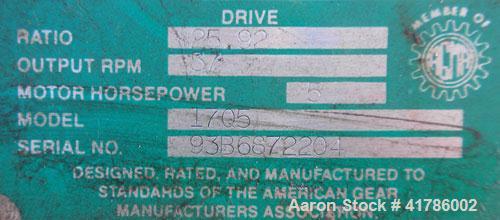 DRIVE
MEMBER OF
RATIO 25.92
OUTPUT RPM
MOTOR HORSEPOWER 5
MODEL 17Q5
SERIAL NO. 93B6872204
DESIGNED, RATED, AND MANUFACTURED TO
STANDARDS OF THE AMERICAN GEAR
MANUFACTURERS ASSOCIATION
Aaron Stock # 41786002